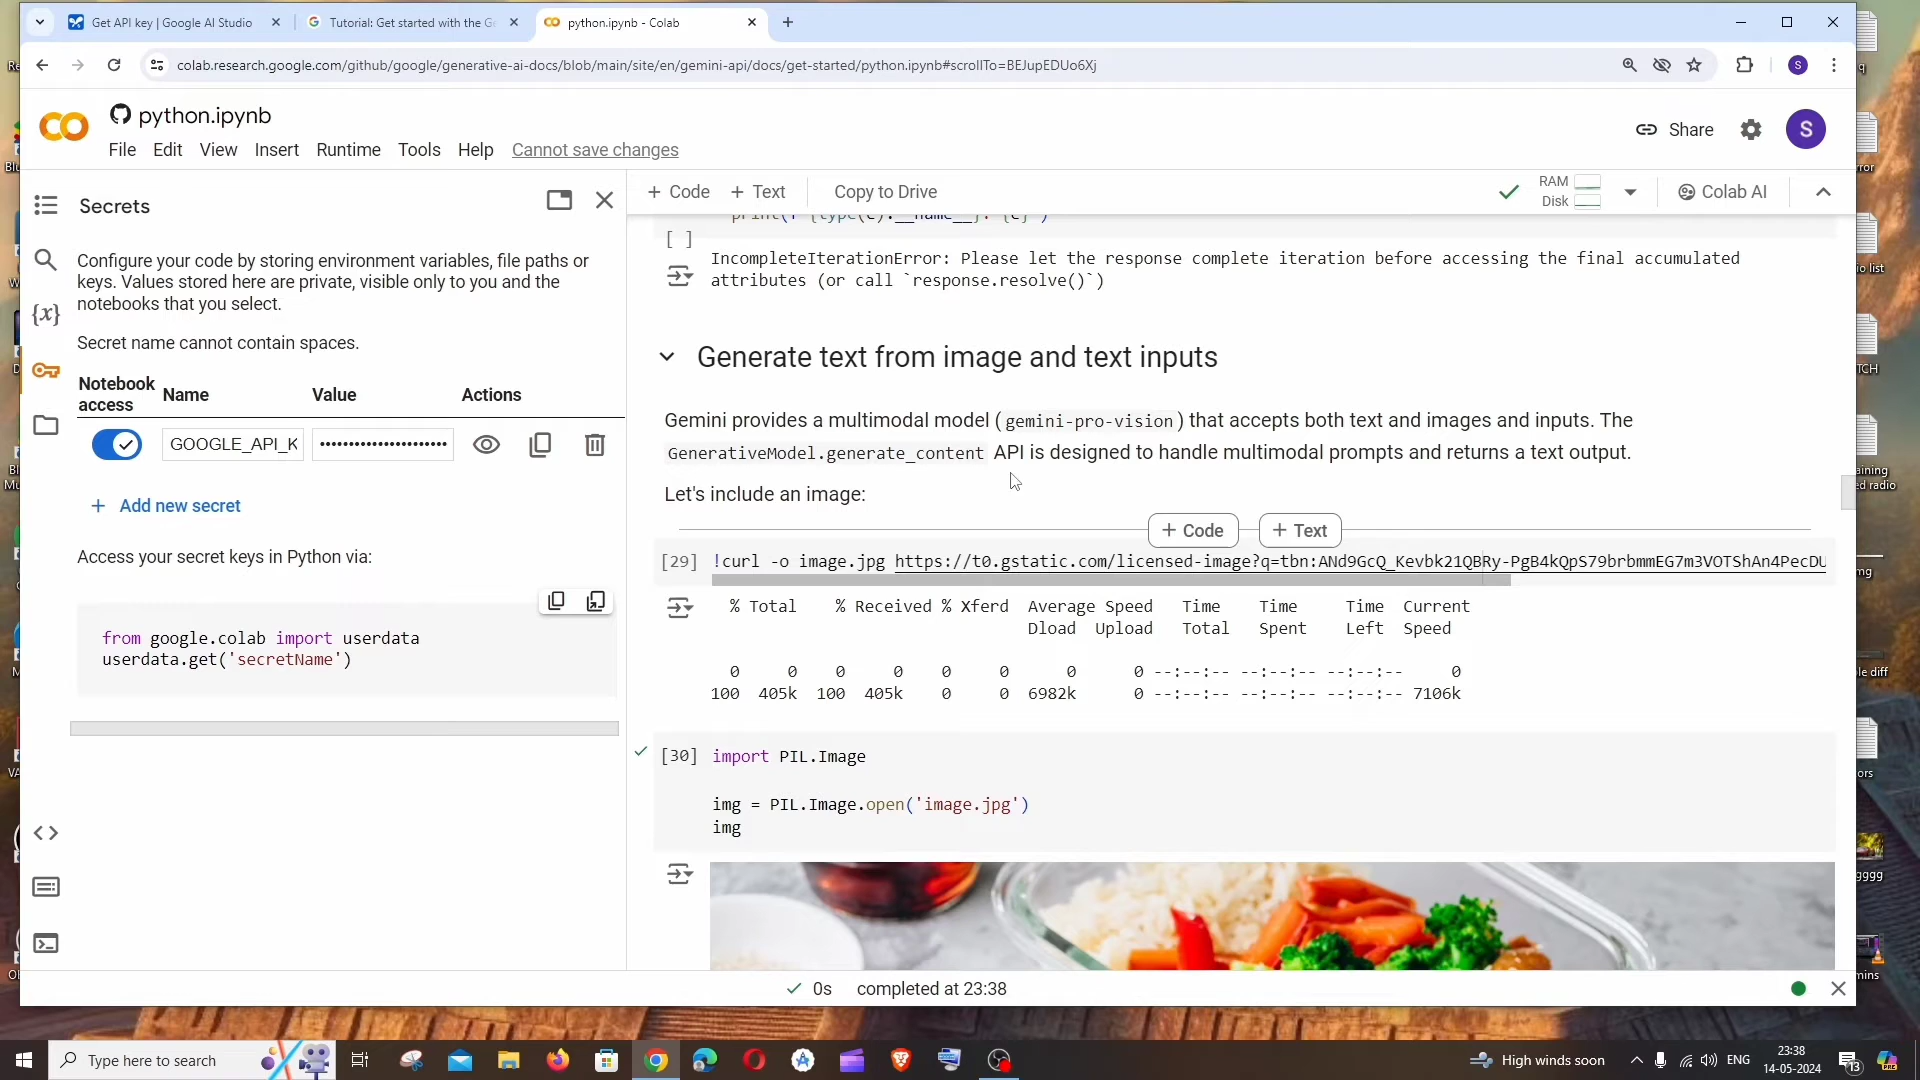 Get API key | Google AI Studio
Tutorial: Get started with the Ge
python.ipynb - Colab
colab.research.google.com/github/google/generative-ai-docs/blob/main/site/en/gemini-api/docs/get-started/python.ipynb#scrollTo=BEJupEDUo6Xj
S
python.ipynb
File Edit View Insert Runtime Tools Help Cannot save changes
Share
S
Secrets
+ Code + Text Copy to Drive
RAM
Disk
Colab AI
Configure your code by storing environment variables, file paths or
keys. Values stored here are private, visible only to you and the
notebooks that you select.
Secret name cannot contain spaces.
Notebook
access
Name Value Actions
GOOGLE_API_K
+ Add new secret
Access your secret keys in Python via:
from google.colab import userdata
userdata.get('secretName')
[ ]
IncompleteIterationError: Please let the response complete iteration before accessing the final accumulated
attributes (or call `response.resolve()`)
Generate text from image and text inputs
Gemini provides a multimodal model (gemini-pro-vision) that accepts both text and images and inputs. The
GenerativeModel.generate_content API is designed to handle multimodal prompts and returns a text output.
Let's include an image:
+ Code + Text
[29] !curl -o image.jpg https://t0.gstatic.com/licensed-image?q=tbn:ANd9GcQ_Kevbk21QBRy-PgB4kQpS79brbmmEG7m3VOTShAn4PecDU
% Total % Received % Xferd Average Speed Time Time Time Current
Dload Upload Total Spent Left Speed
0 0 0 0 0 0 0 0 --:--:-- --:--:-- --:--:-- 0
100 405k 100 405k 0 0 6982k 0 --:--:-- --:--:-- --:--:-- 7106k
[30] import PIL.Image
img = PIL.Image.open('image.jpg')
img
0s completed at 23:38
Type here to search
High winds soon
ENG
23:38
14-05-2024
13